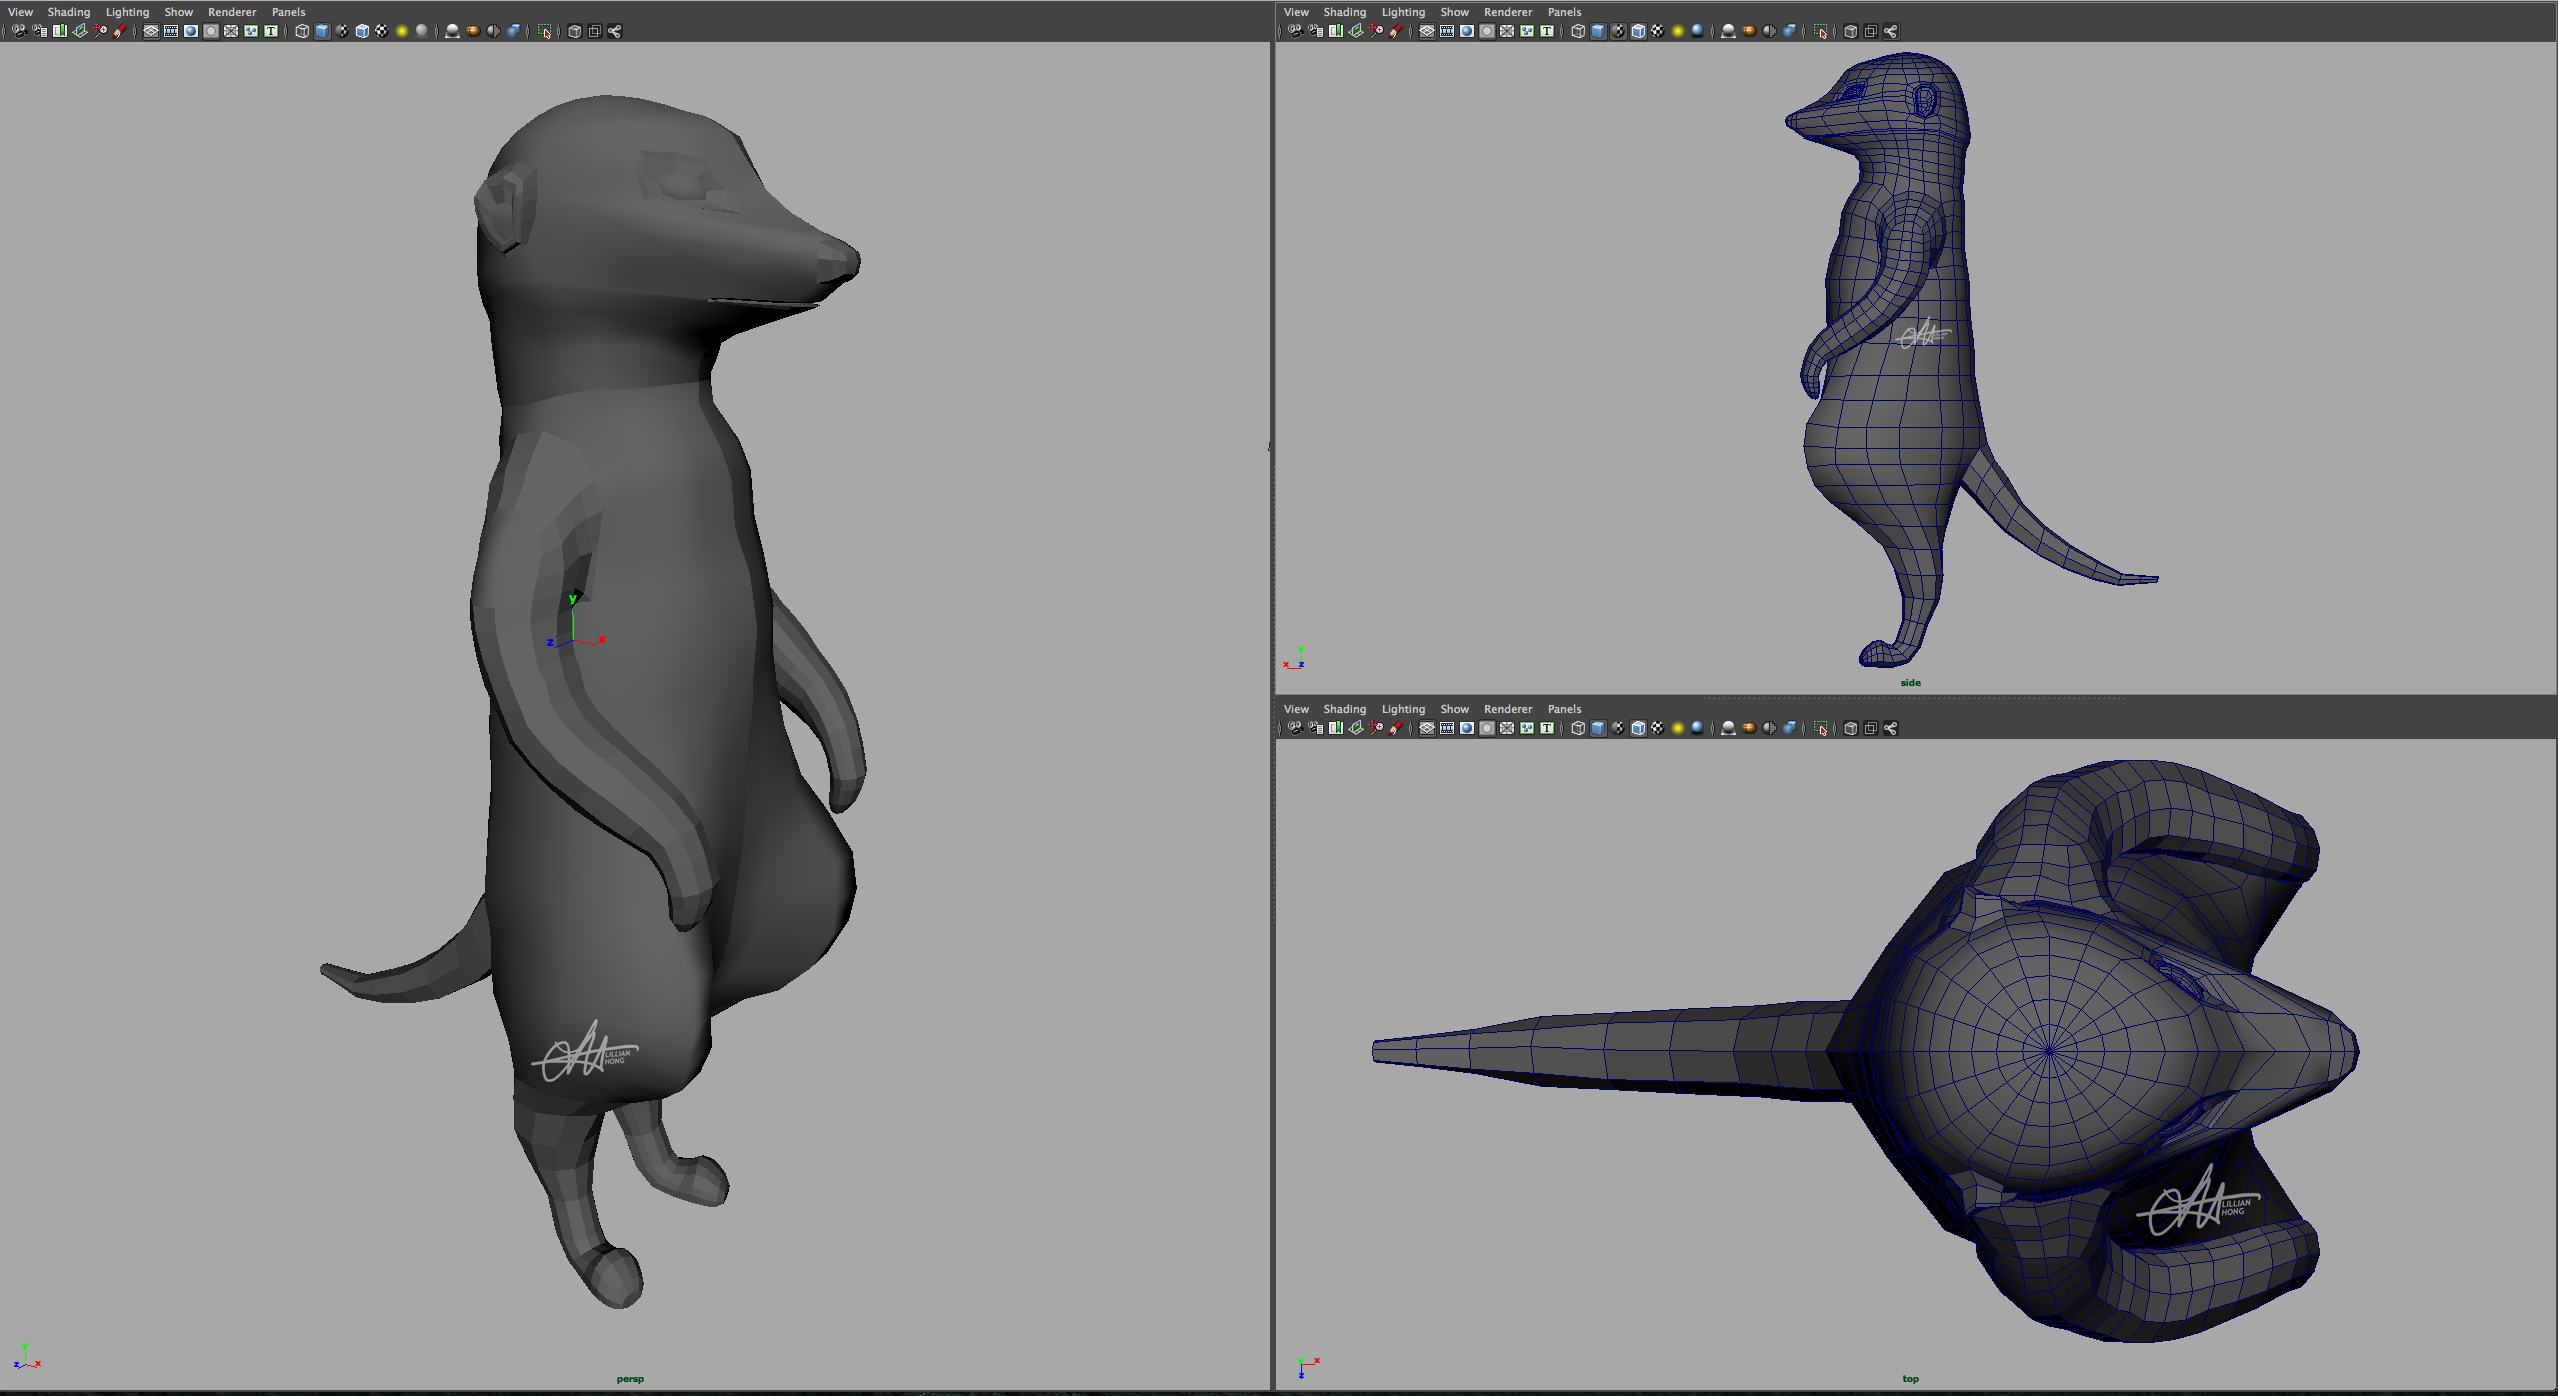 View Shading Lighting Show Renderer Panels
T
y
z x
LILLIAN
HONG
y
z x
persp
View Shading Lighting Show Renderer Panels
T
y
x z
side
View Shading Lighting Show Renderer Panels
T
LILLIAN
HONG
y x
z
top